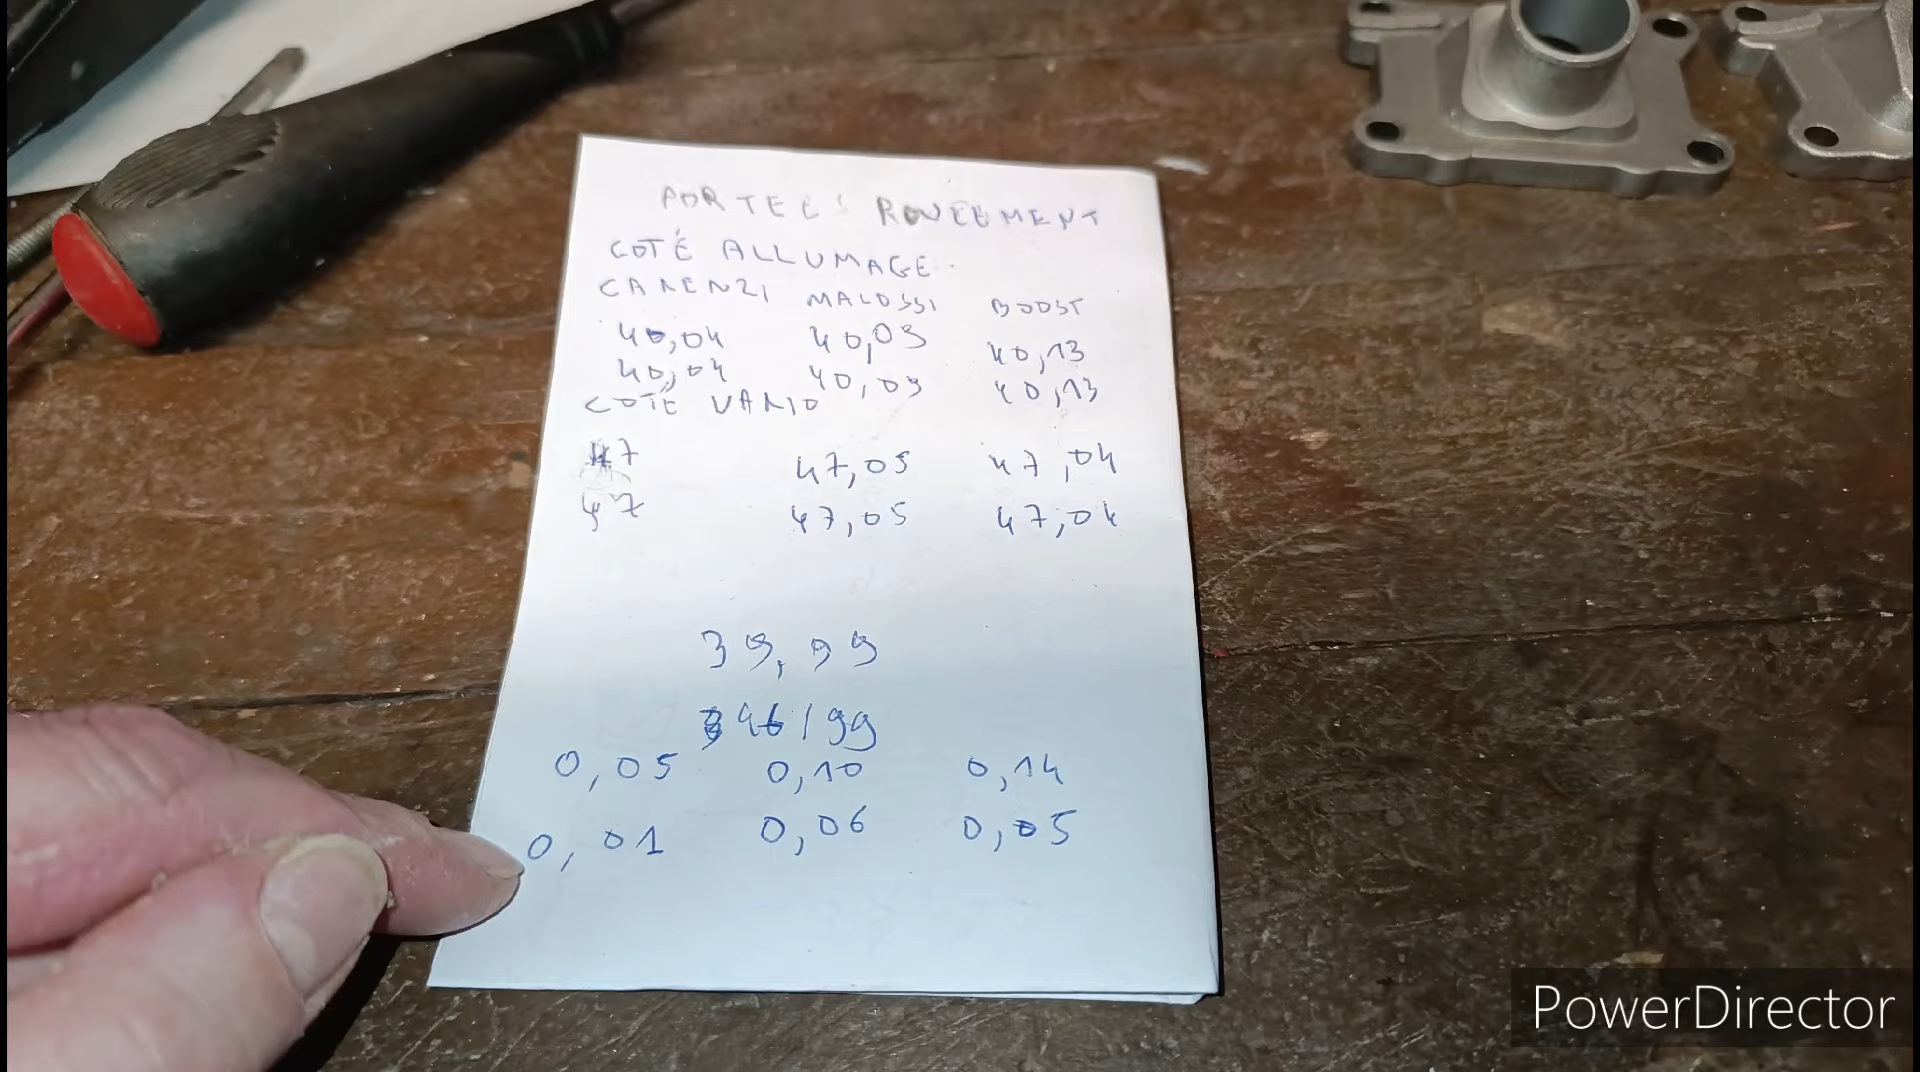 PORTEES ROULEMENT
COTÉ ALLUMAGE
CARENZI MALOSSI BOOST
40,04 40,09 40,13
40,04 40,09 40,13
COTÉ VARIO
47 47,05 47,04
47 47,05 47,04
39,99
46,99
0,05 0,10 0,14
0,01 0,06 0,05
PowerDirector